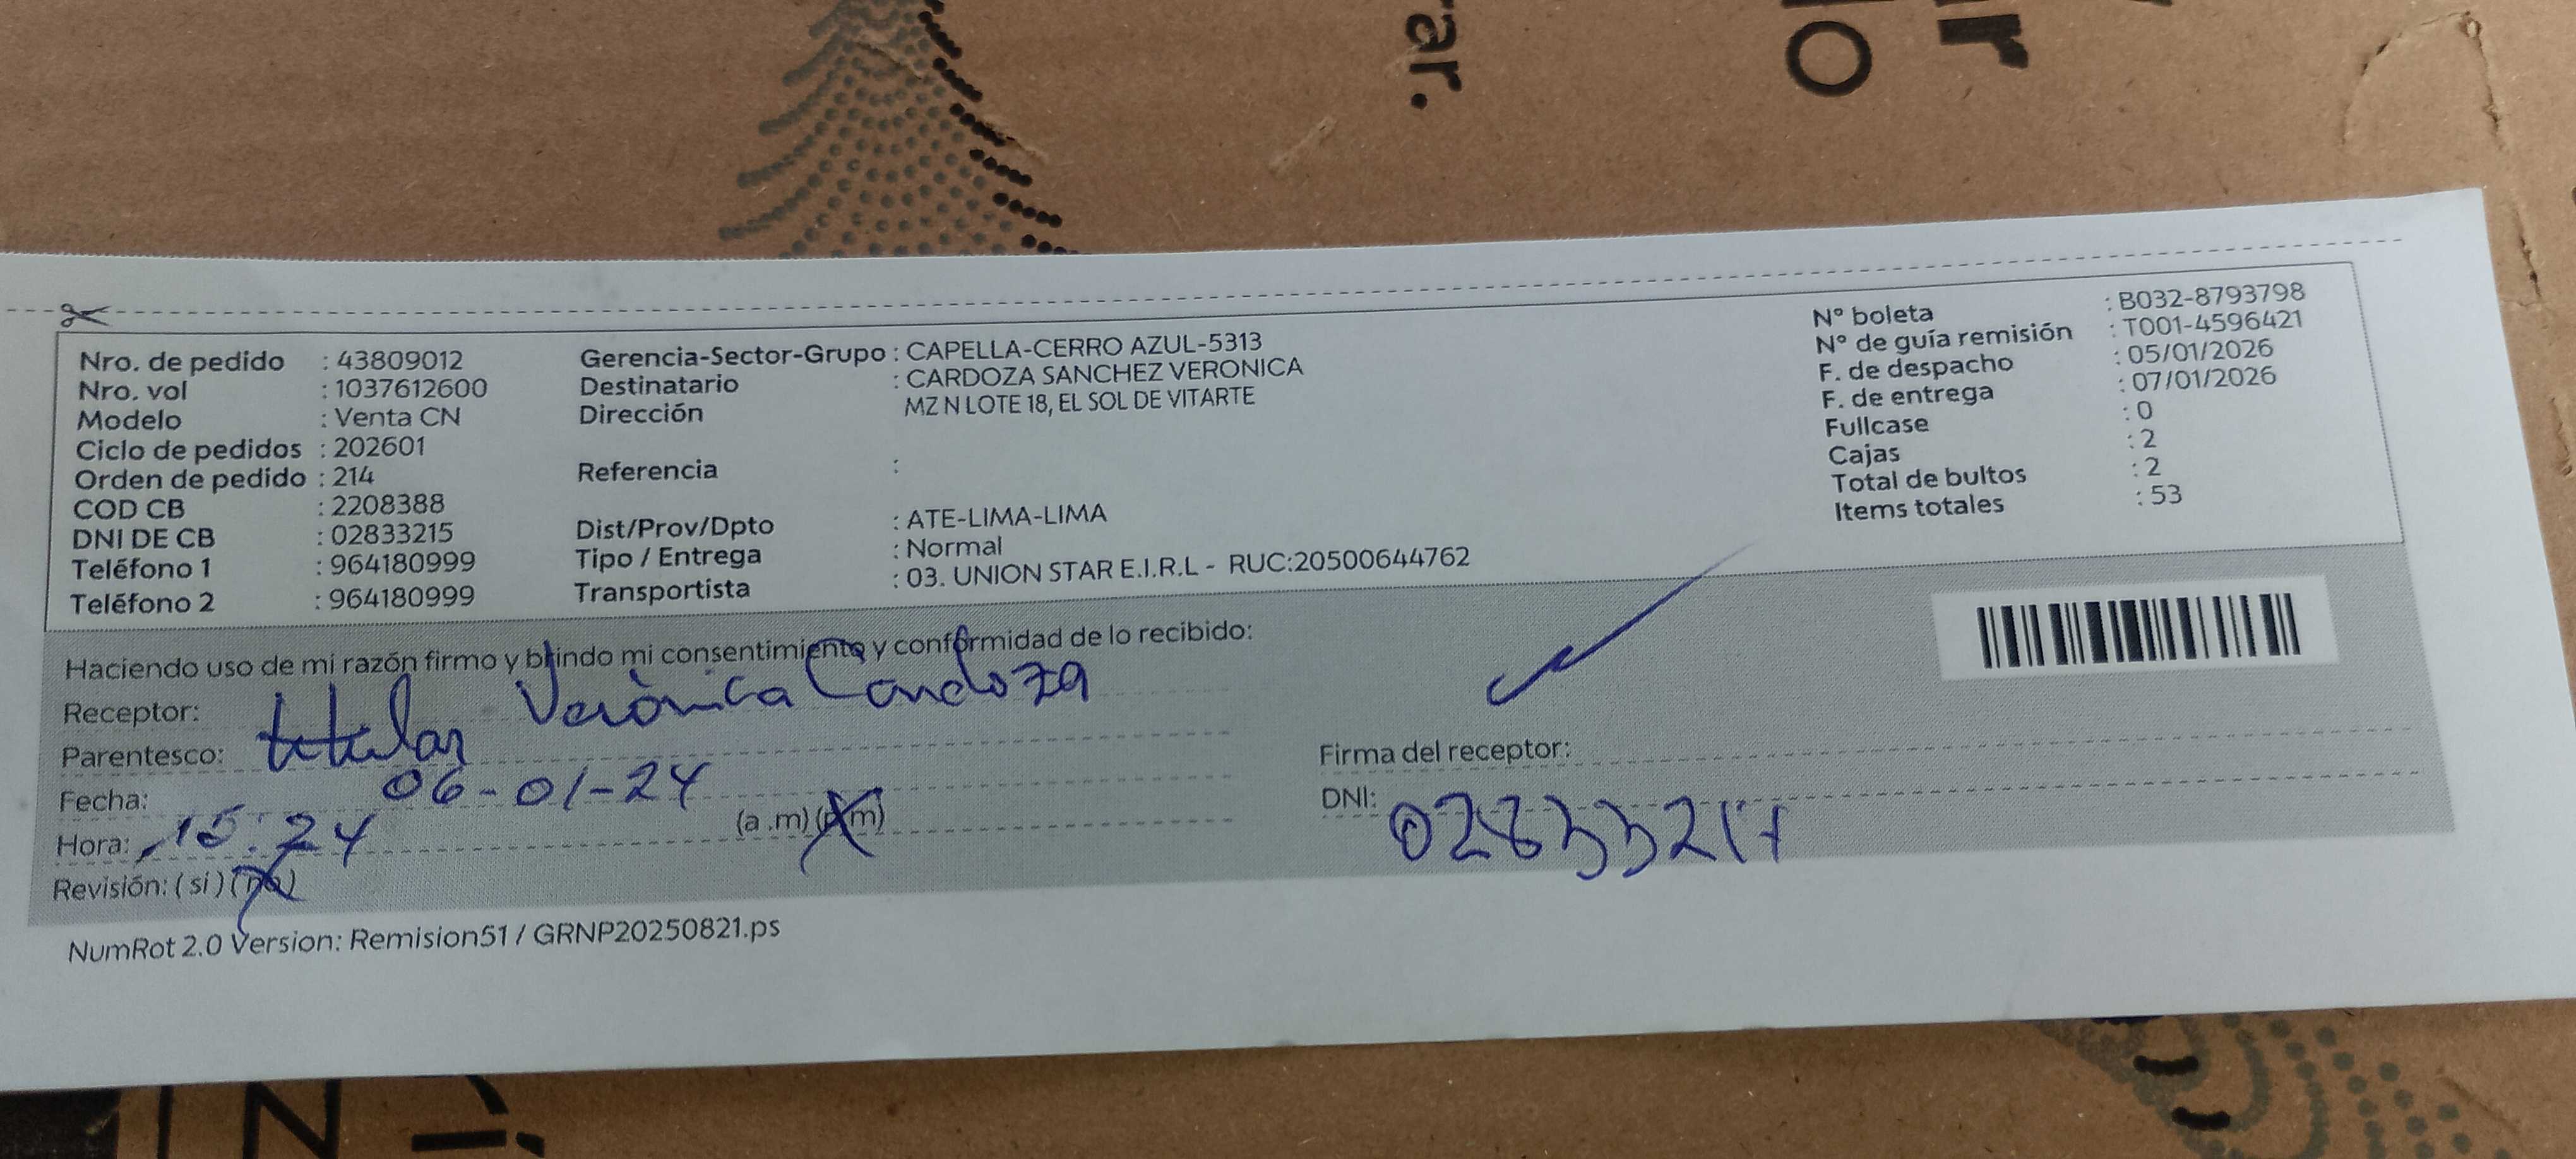 rar.
ir
lo
Nro. de pedido : 43809012
Nro. vol : 1037612600
Modelo : Venta CN
Ciclo de pedidos : 202601
Orden de pedido : 214
COD CB : 2208388
DNI DE CB : 02833215
Teléfono 1 : 964180999
Teléfono 2 : 964180999
Gerencia-Sector-Grupo : CAPELLA-CERRO AZUL-5313
Destinatario : CARDOZA SANCHEZ VERONICA
Dirección MZ N LOTE 18, EL SOL DE VITARTE
Referencia :
Dist/Prov/Dpto : ATE-LIMA-LIMA
Tipo / Entrega : Normal
Transportista : 03. UNION STAR E.I.R.L - RUC:20500644762
N° boleta : B032-8793798
N° de guía remisión : T001-4596421
F. de despacho : 05/01/2026
F. de entrega : 07/01/2026
Fullcase : 0
Cajas : 2
Total de bultos : 2
Items totales : 53
Haciendo uso de mi razón firmo y brindo mi consentimiento y conformidad de lo recibido:
Receptor: Verònica Cardoza
Parentesco: titular
Fecha: 06-01-24
Hora: 15:24 (a .m) (p.m)
Revisión: ( si ) (no)
Firma del receptor:
DNI: 02833217
NumRot 2.0 Version: Remision51 / GRNP20250821.ps